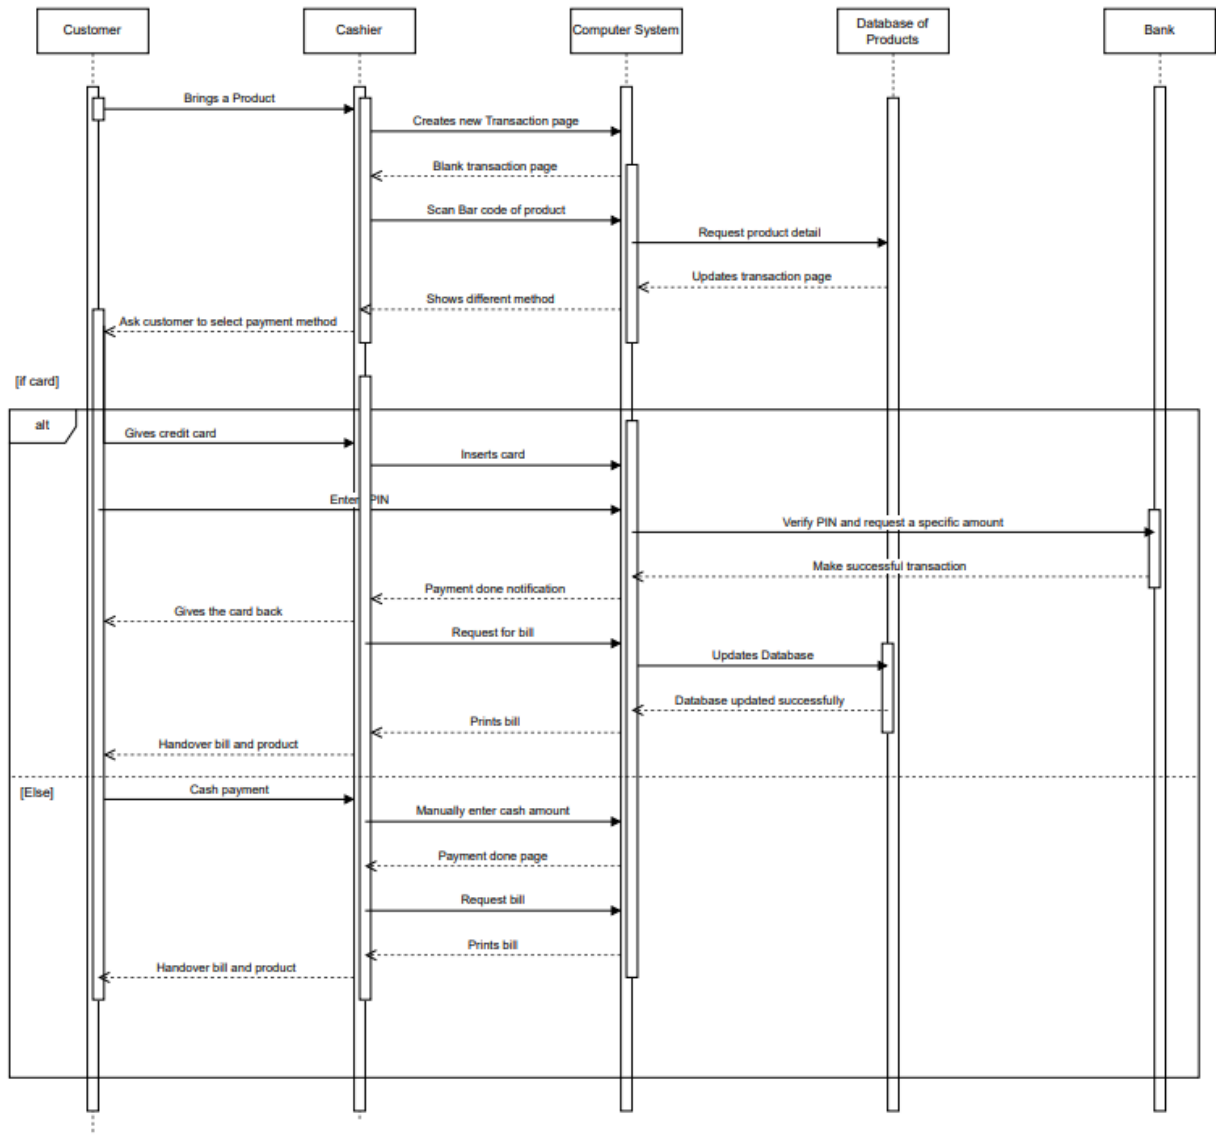 Customer
Cashier
Computer System
Database of
Products
Bank
Brings a Product
Creates new Transaction page
Blank transaction page
Scan Bar code of product
Request product detail
Updates transaction page
Shows different method
Ask customer to select payment method
[if card]
alt
Gives credit card
Inserts card
Enter PIN
Verify PIN and request a specific amount
Make successful transaction
Payment done notification
Gives the card back
Request for bill
Updates Database
Database updated successfully
Prints bill
Handover bill and product
[Else]
Cash payment
Manually enter cash amount
Payment done page
Request bill
Prints bill
Handover bill and product